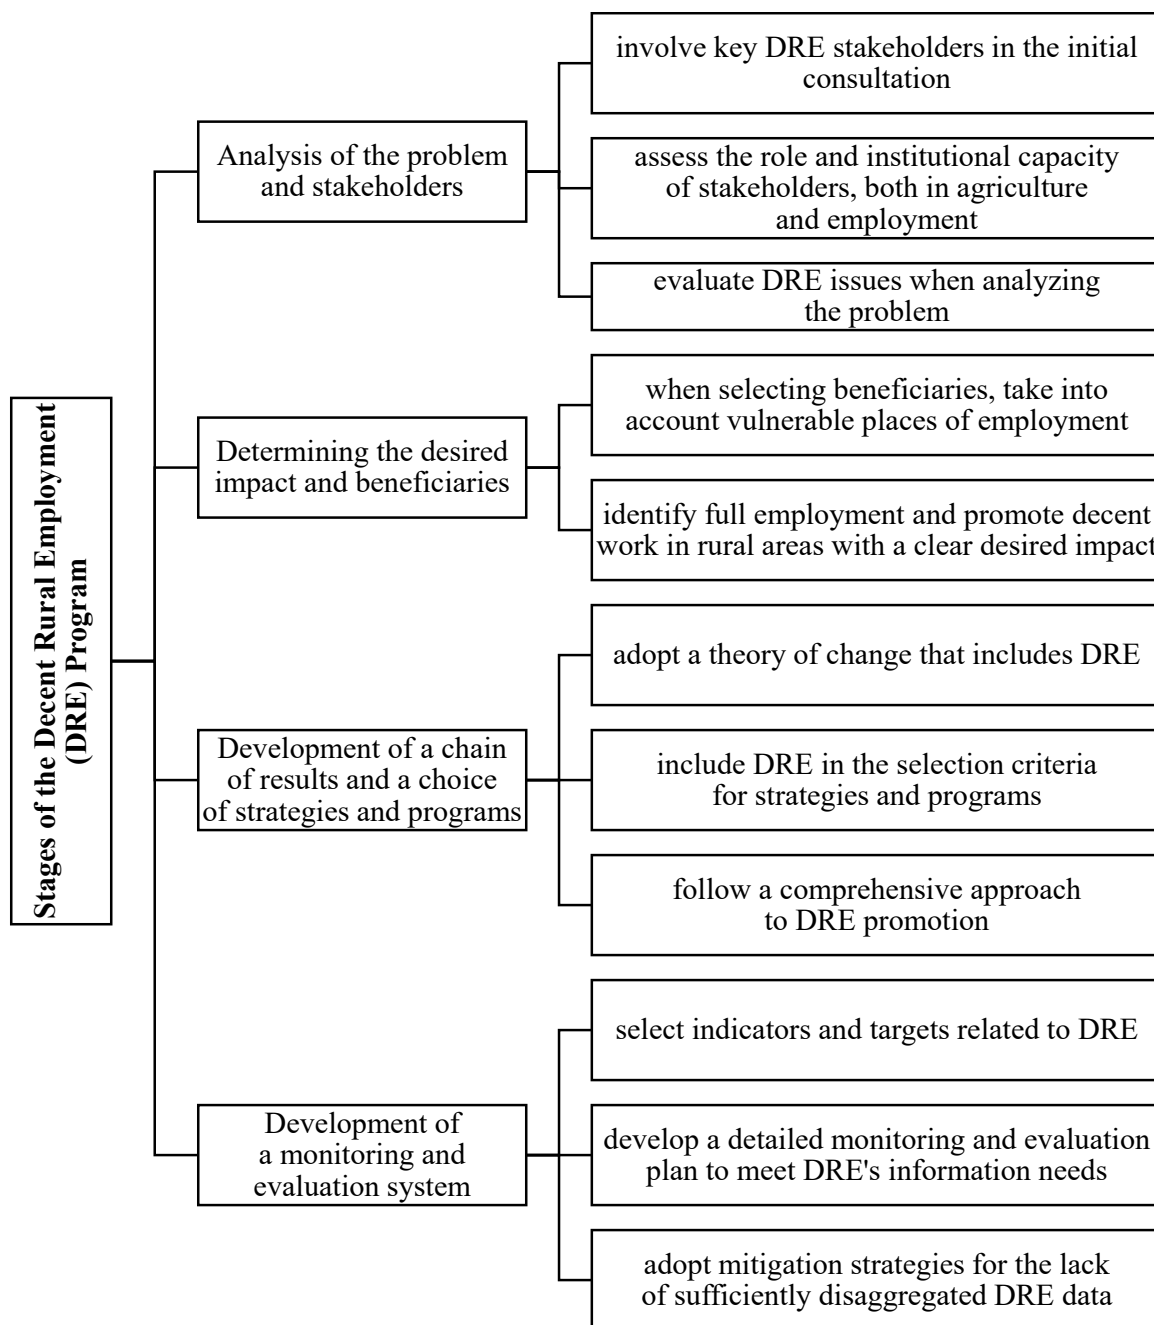 Stages of the Decent Rural Employment
(DRE) Program
Analysis of the problem
and stakeholders
involve key DRE stakeholders in the initial
consultation
assess the role and institutional capacity
of stakeholders, both in agriculture
and employment
evaluate DRE issues when analyzing
the problem
Determining the desired
impact and beneficiaries
when selecting beneficiaries, take into
account vulnerable places of employment
identify full employment and promote decent
work in rural areas with a clear desired impact
Development of a chain
of results and a choice
of strategies and programs
adopt a theory of change that includes DRE
include DRE in the selection criteria
for strategies and programs
follow a comprehensive approach
to DRE promotion
Development of
a monitoring and
evaluation system
select indicators and targets related to DRE
develop a detailed monitoring and evaluation
plan to meet DRE's information needs
adopt mitigation strategies for the lack
of sufficiently disaggregated DRE data